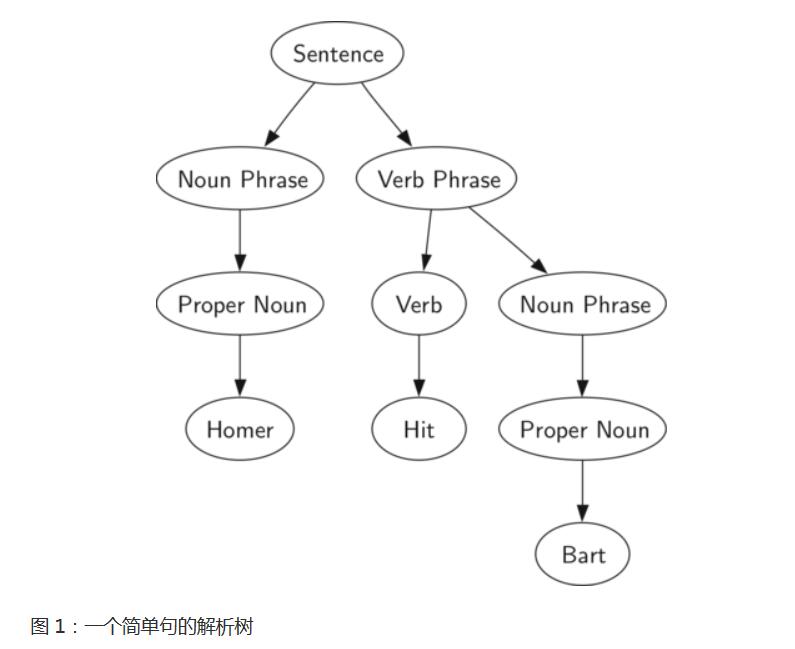 Sentence
Noun Phrase Verb Phrase
Proper Noun Verb Noun Phrase
Homer Hit Proper Noun
Bart
图 1：一个简单句的解析树